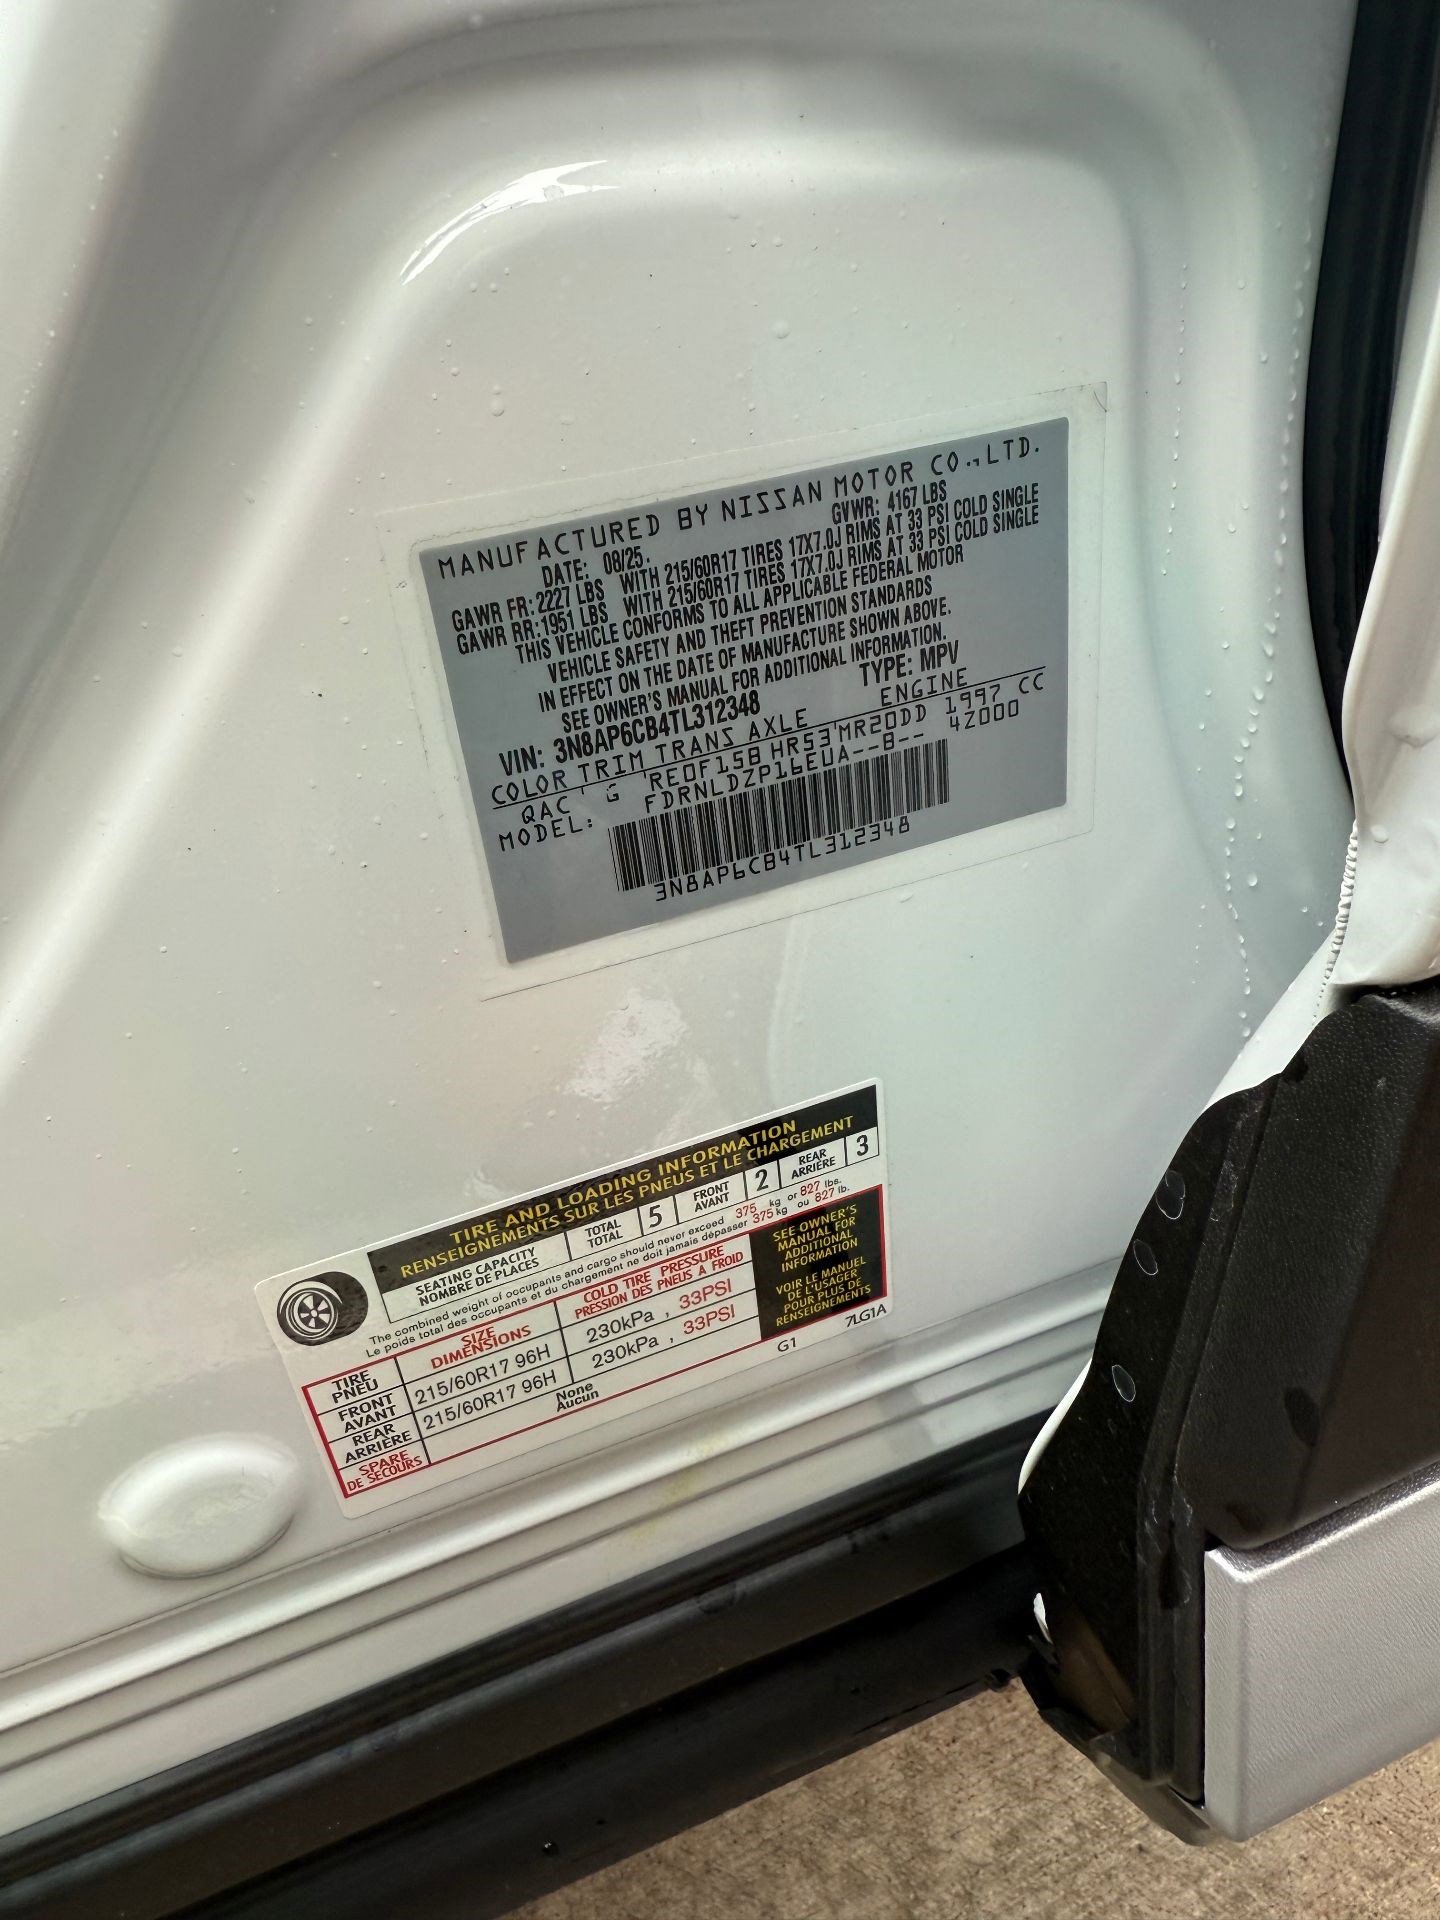 MANUFACTURED BY NISSAN MOTOR CO.,LTD.
DATE: 08/25. GVWR: 4167 LBS
GAWR FR: 2227 LBS WITH 215/60R17 TIRES 17X7.0J RIMS AT 33 PSI COLD SINGLE
GAWR RR: 1951 LBS WITH 215/60R17 TIRES 17X7.0J RIMS AT 33 PSI COLD SINGLE
THIS VEHICLE CONFORMS TO ALL APPLICABLE FEDERAL MOTOR
VEHICLE SAFETY AND THEFT PREVENTION STANDARDS
IN EFFECT ON THE DATE OF MANUFACTURE SHOWN ABOVE.
SEE OWNER'S MANUAL FOR ADDITIONAL INFORMATION.
VIN: 3N8AP6CB4TL312348 TYPE: MPV
COLOR TRIM TRANS AXLE ENGINE
QAC G RE0F15B HR53 MR20DD 1997 CC
MODEL: FDRNLDZP16EUA--B-- 4Z000
3N8AP6CB4TL312348
TIRE AND LOADING INFORMATION
RENSEIGNEMENTS SUR LES PNEUS ET LE CHARGEMENT
SEATING CAPACITY TOTAL 5 FRONT 2 REAR 3
NOMBRE DE PLACES TOTAL AVANT ARRIÈRE
The combined weight of occupants and cargo should never exceed 375 kg or 827 lbs.
Le poids total des occupants et du chargement ne doit jamais dépasser 375 kg ou 827 lb.
TIRE SIZE COLD TIRE PRESSURE
PNEU DIMENSIONS PRESSION DES PNEUS A FROID
FRONT 215/60R17 96H 230kPa , 33PSI
AVANT
REAR 215/60R17 96H 230kPa , 33PSI
ARRIÈRE
SPARE None
DE SECOURS Aucun
SEE OWNER'S
MANUAL FOR
ADDITIONAL
INFORMATION
VOIR LE MANUEL
DE L'USAGER
POUR PLUS DE
RENSEIGNEMENTS
G1 7LG1A